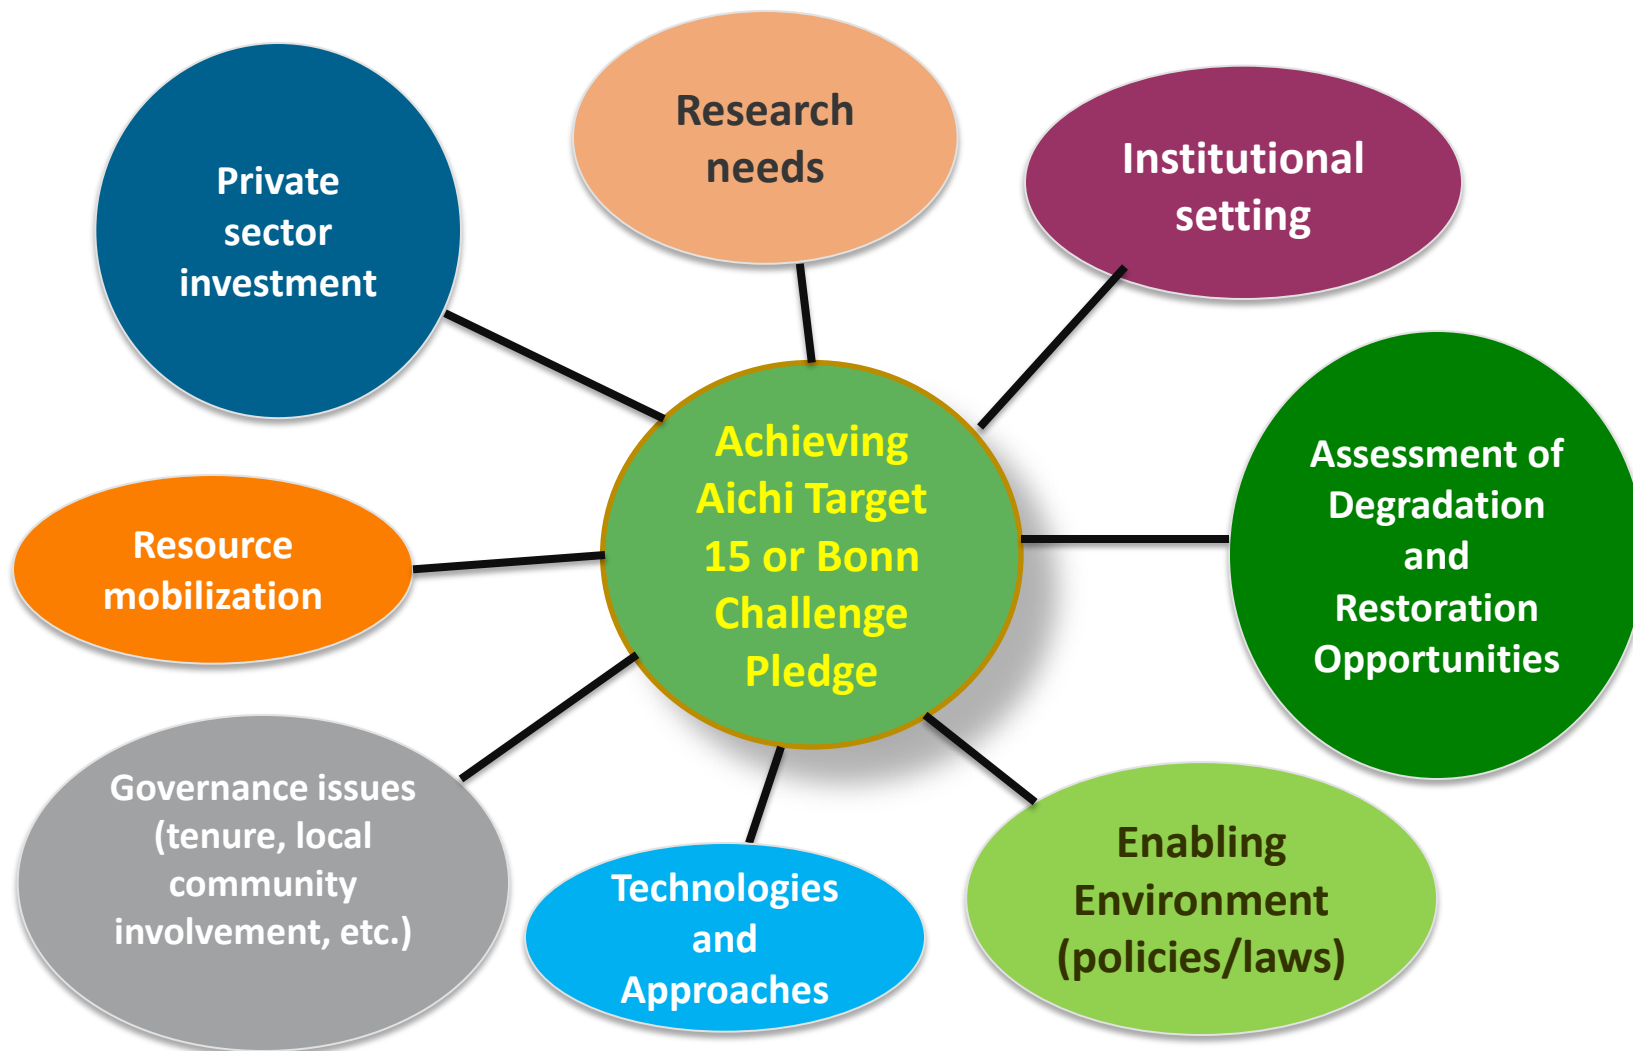 Private
sector
investment
Research
needs
Institutional
setting
Achieving
Aichi Target
15 or Bonn
Challenge
Pledge
Assessment of
Degradation
and
Restoration
Opportunities
Resource
mobilization
Governance issues
(tenure, local
community
involvement, etc.)
Technologies
and
Approaches
Enabling
Environment
(policies/laws)